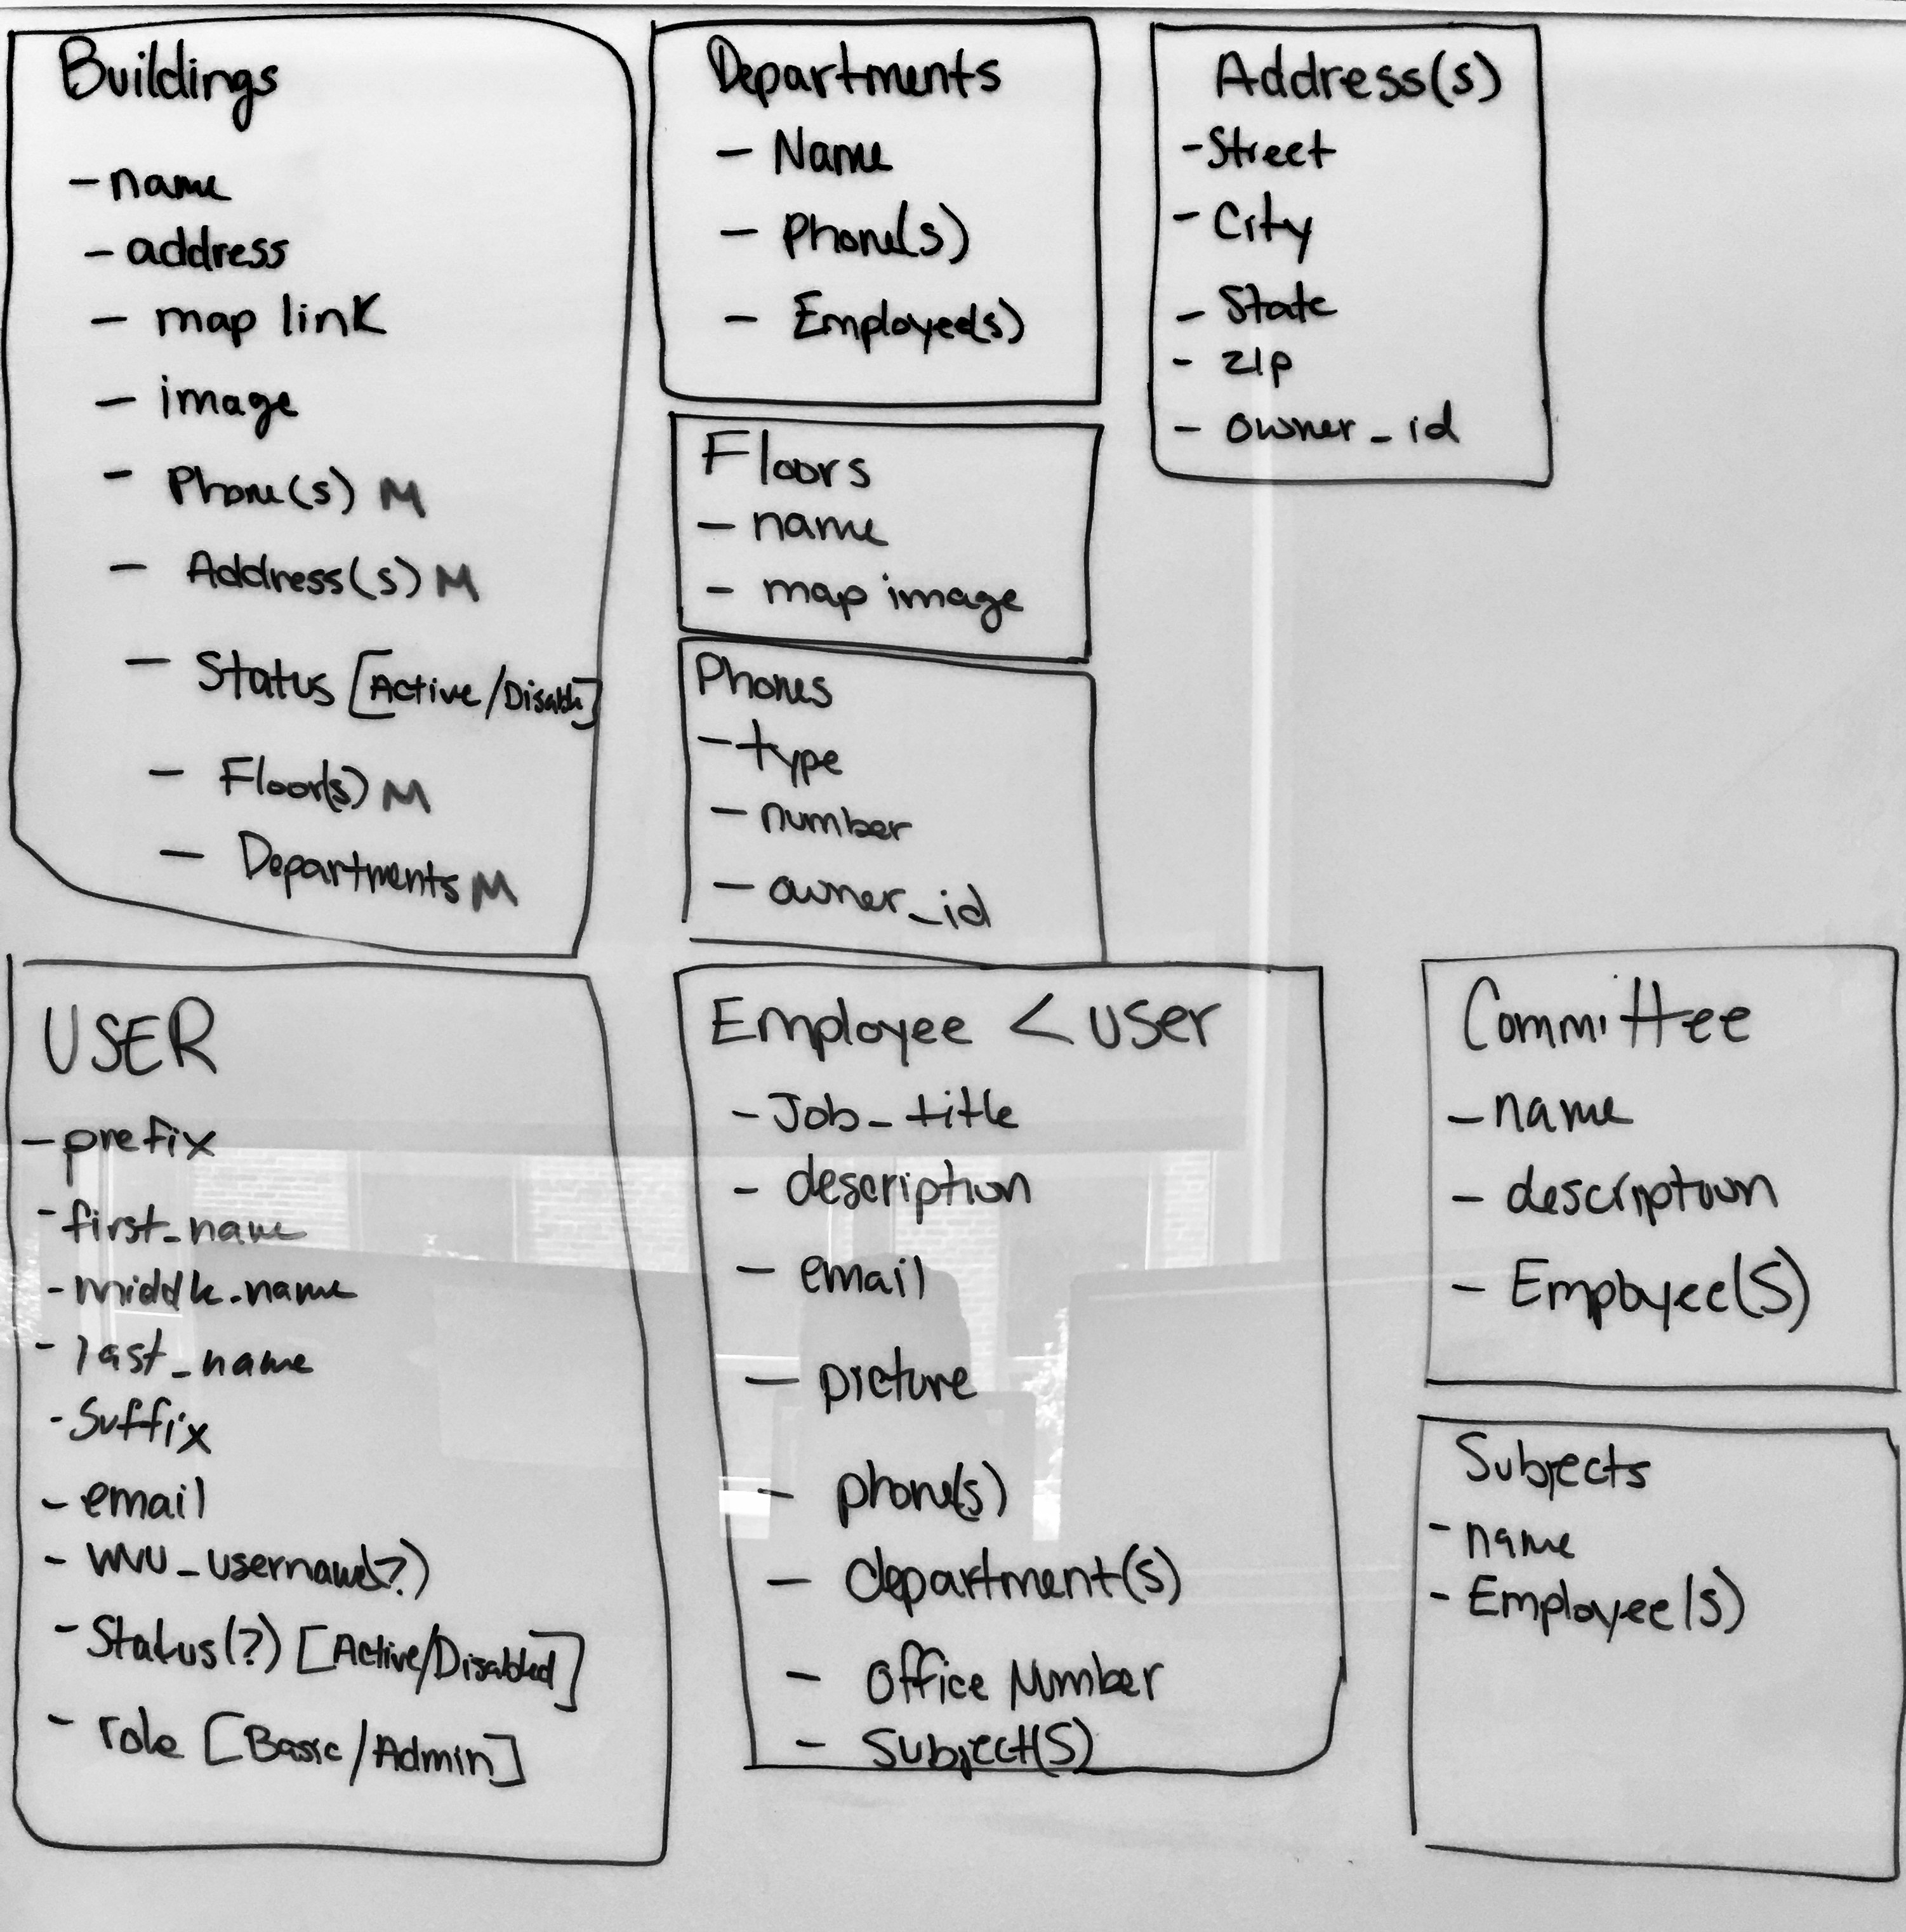 Buildings
- name
- address
- map link
- image
- Phone(s) M
- Address(s) M
- Status [Active/Disable]
- Floor(s) M
- Departments M
Departments
- Name
- Phone(s)
- Employee(s)
Address(s)
- Street
- City
- State
- zip
- owner_id
Floors
- name
- map image
Phones
- type
- number
- owner_id
USER
- prefix
- first_name
- middle_name
- last_name
- Suffix
- email
- WVU_username(?)
- Status(?) [Active/Disabled]
- role [Basic/Admin]
Employee < User
- Job_title
- description
- email
- picture
- phone(s)
- department(s)
- Office Number
- Subject(s)
Committee
- name
- description
- Employee(s)
Subjects
- name
- Employee(s)